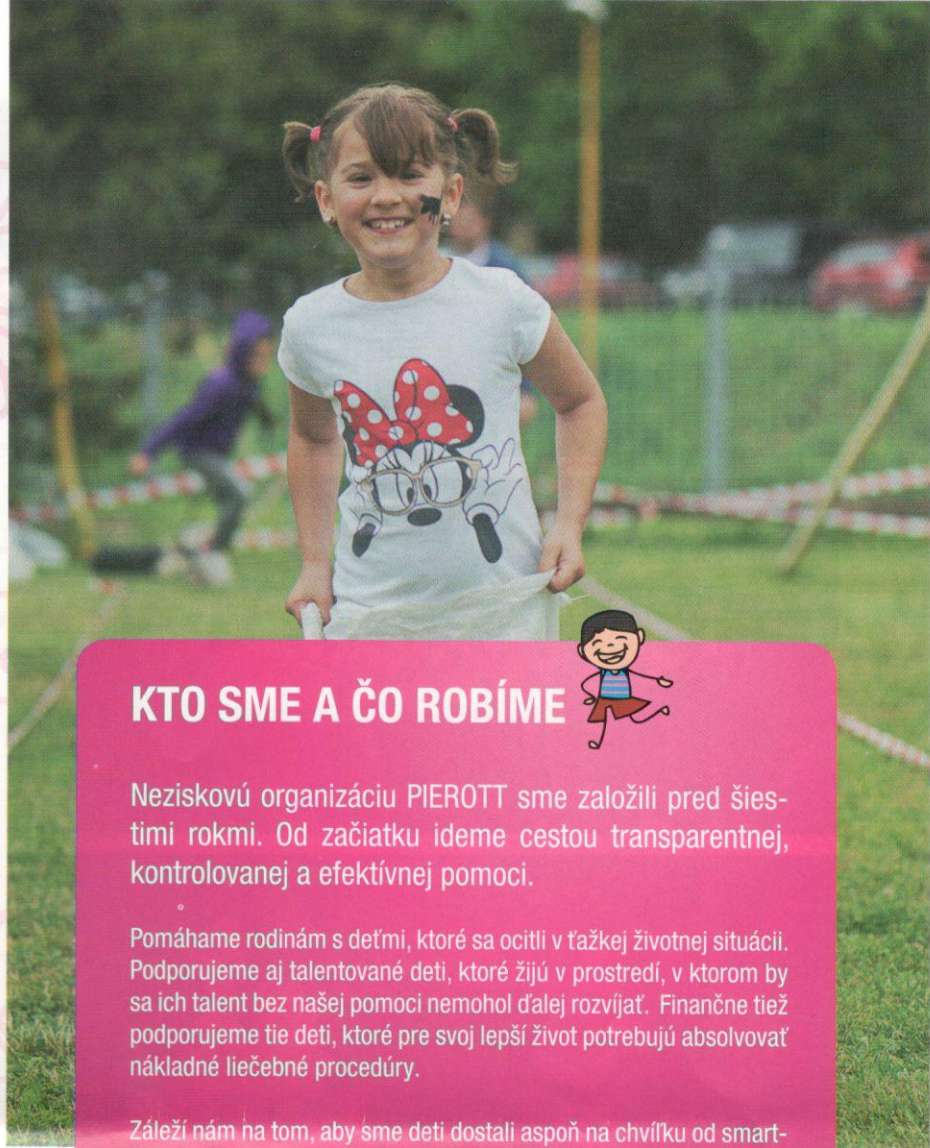 KTO SME A ČO ROBÍME
Neziskovú organizáciu PIEROTT sme založili pred šies-
timi rokmi. Od začiatku ideme cestou transparentnej,
kontrolovanej a efektívnej pomoci.
Pomáhame rodinám s deťmi, ktoré sa ocitli v ťažkej životnej situácii.
Podporujeme aj talentované deti, ktoré žijú v prostredí, v ktorom by
sa ich talent bez našej pomoci nemohol ďalej rozvíjať. Finančne tiež
podporujeme tie deti, ktoré pre svoj lepší život potrebujú absolvovať
nákladné liečebné procedúry.
Záleží nám na tom, aby sme deti dostali aspoň na chvíľku od smart-